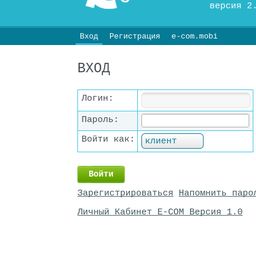 версия 2.
Вход Регистрация e-com.mobi
ВХОД
Логин:
Пароль:
Войти как: клиент
Войти
Зарегистрироваться Напомнить
Личный Кабинет E-COM Версия 1.0